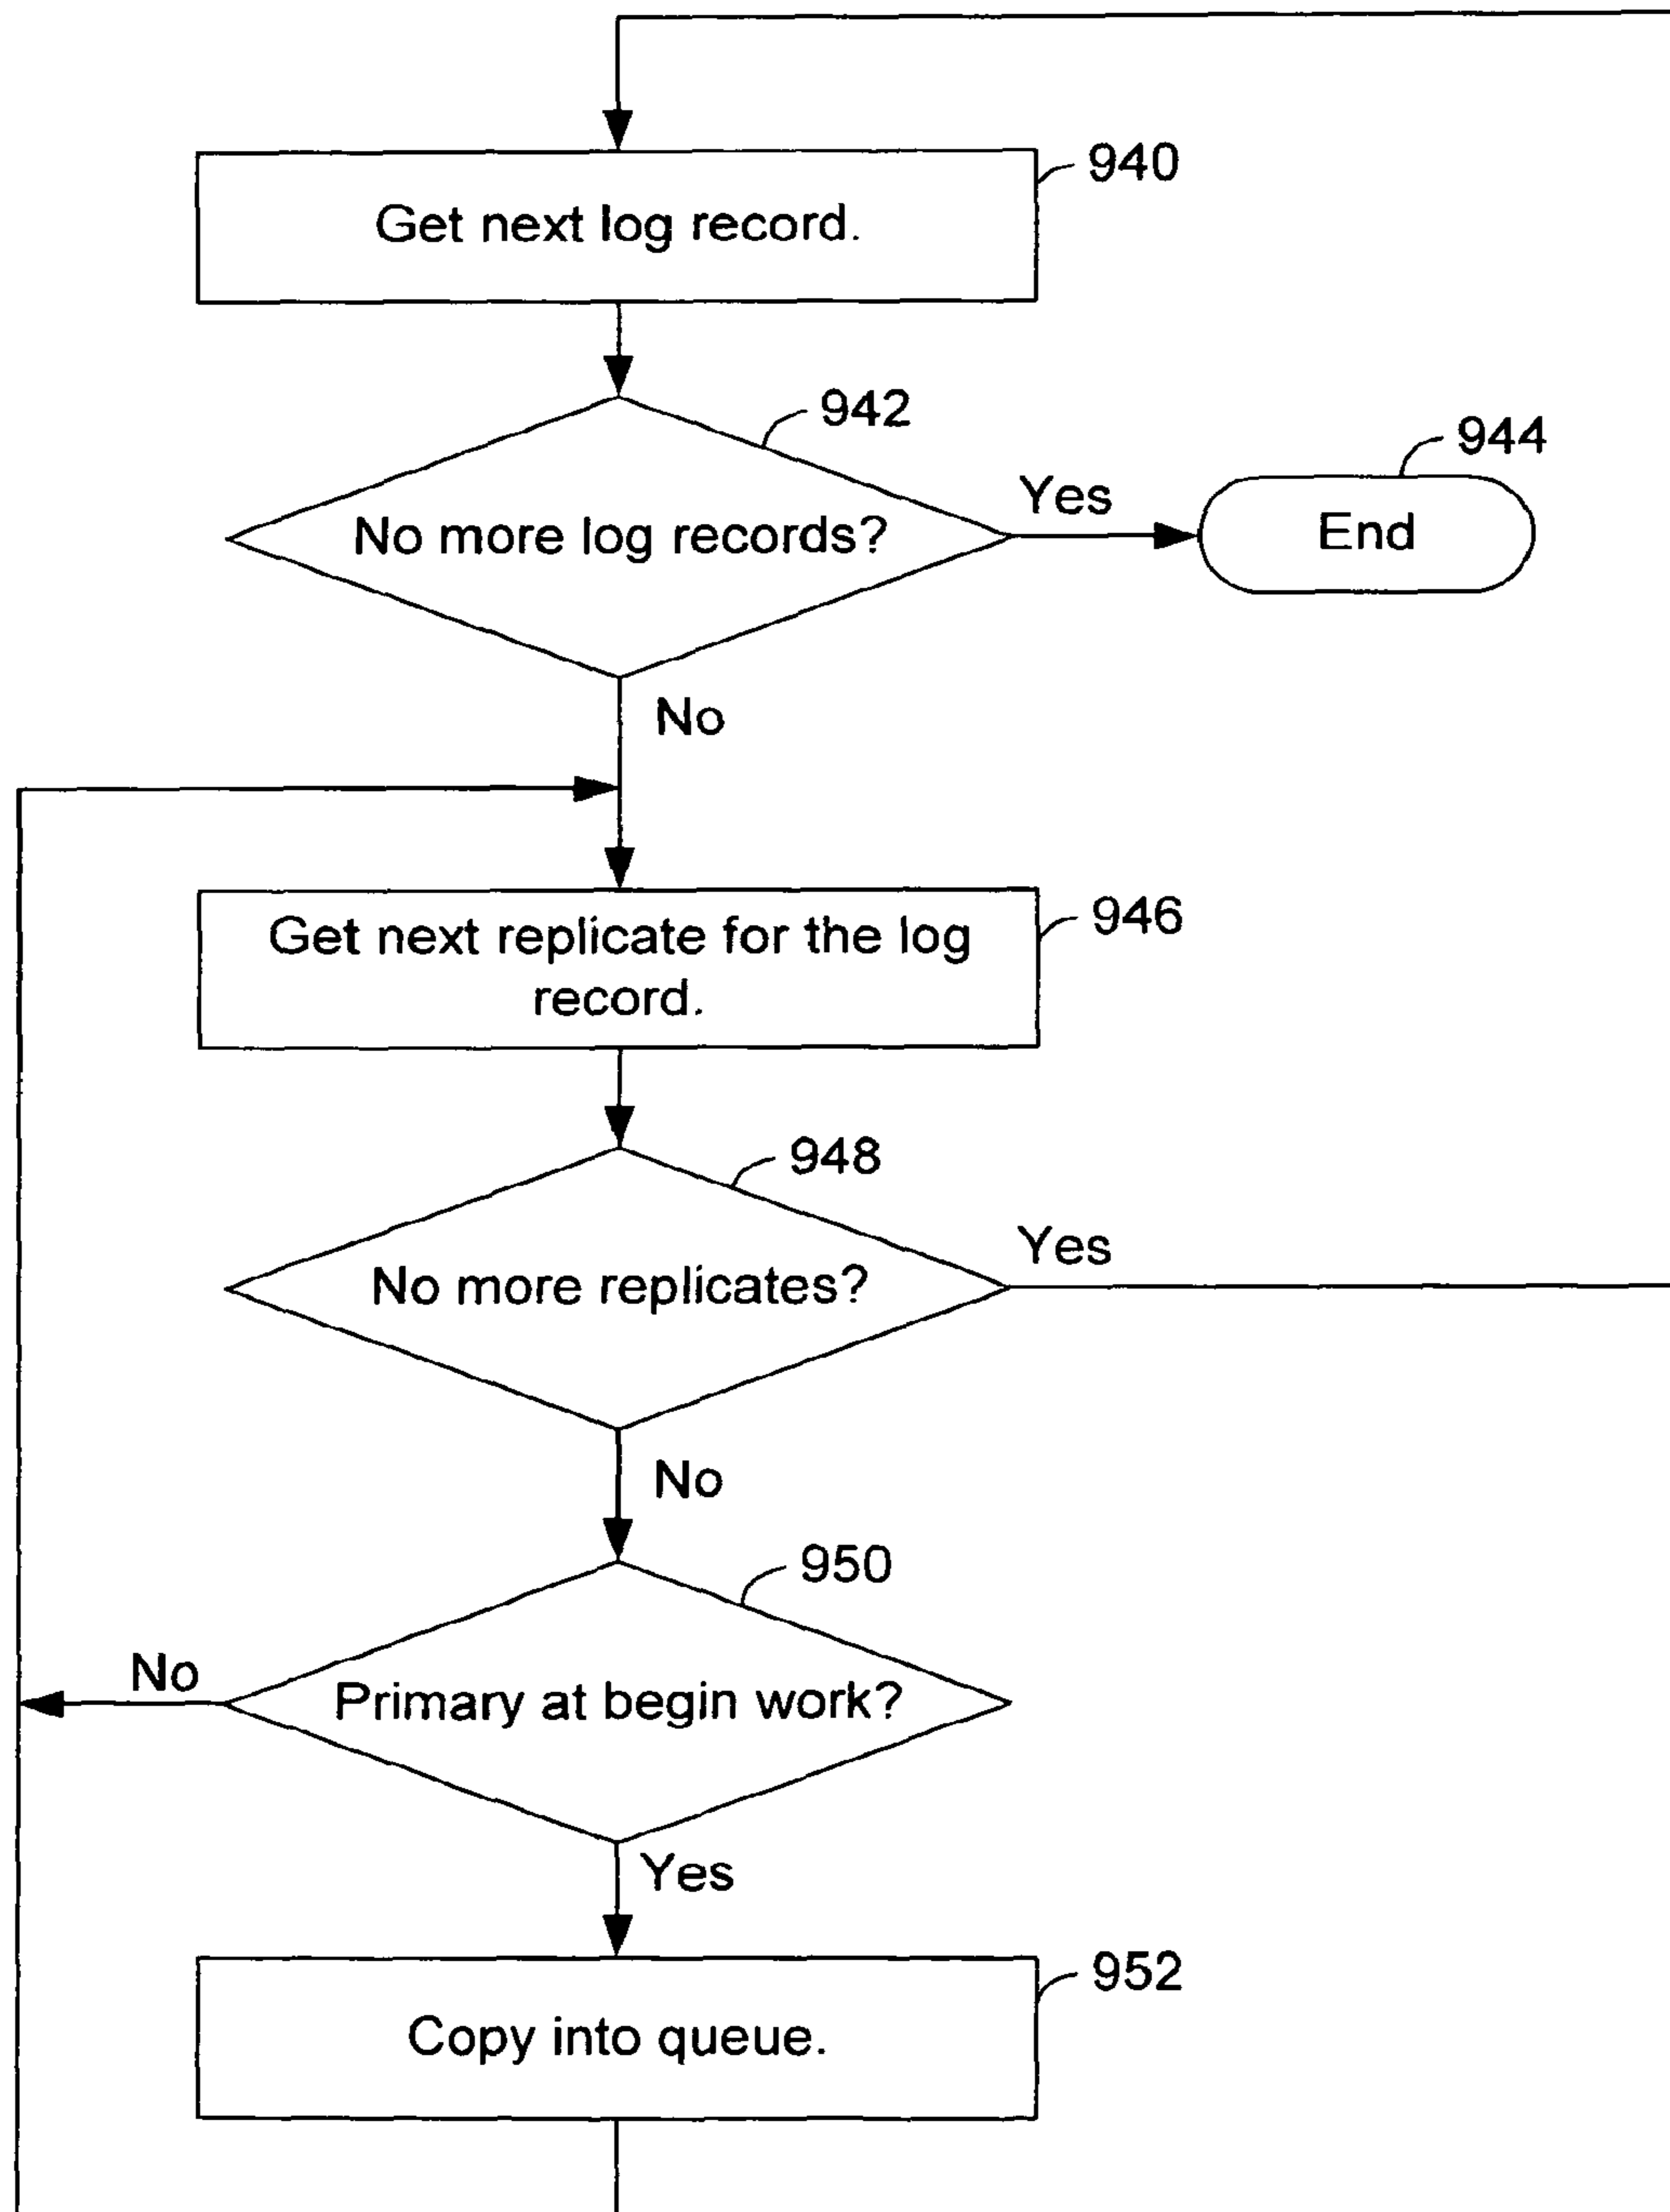 940
Get next log record.
942
944
Yes
No more log records?
End
No
946
Get next replicate for the log
record.
948
Yes
No more replicates?
No
950
No
Primary at begin work?
Yes
952
Copy into queue.